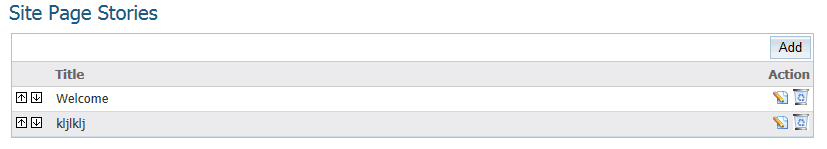 Site Page Stories
Add
Title Action
Welcome
kljlklj